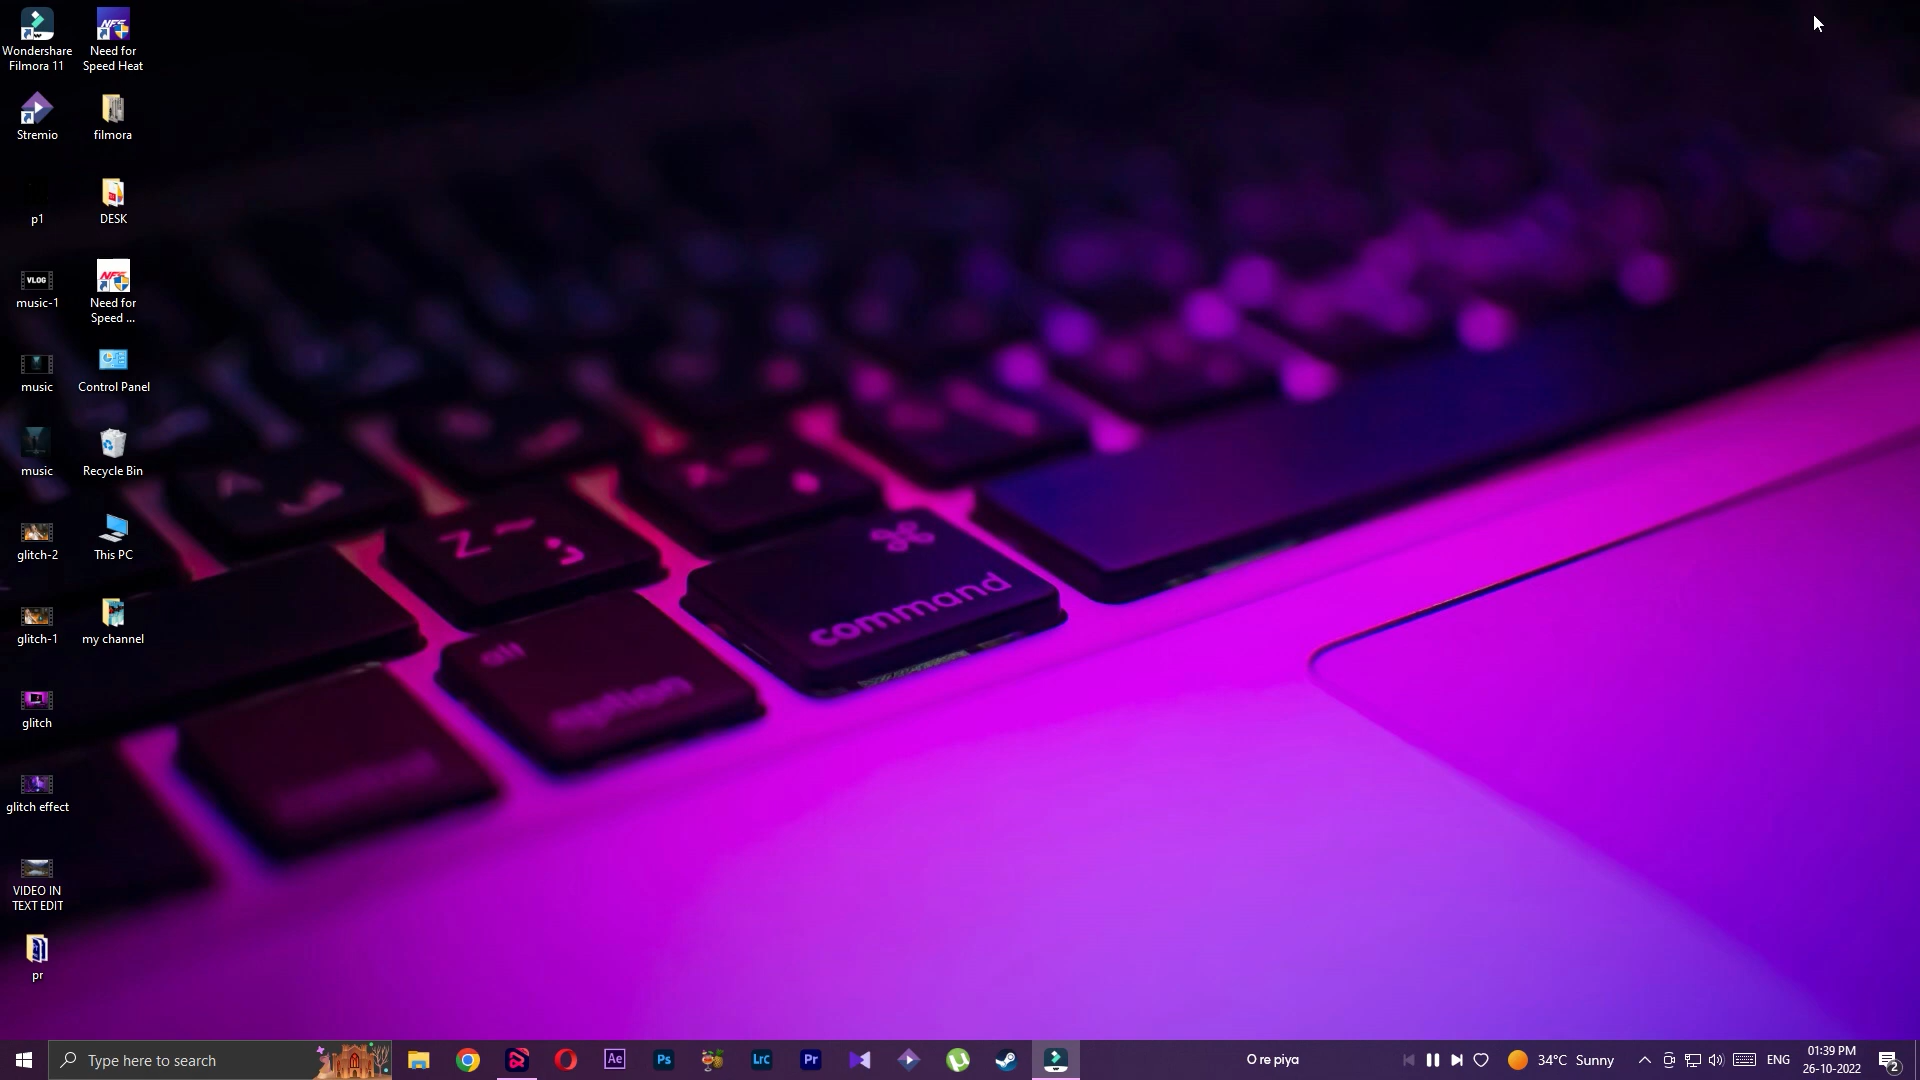 Wondershare
Filmora 11
Need for
Speed Heat
Stremio
filmora
p1
DESK
VLOG
music-1
Need for
Speed ...
music
Control Panel
music
Recycle Bin
glitch-2
This PC
glitch-1
my channel
glitch
glitch effect
VIDEO IN
TEXT EDIT
pr
Z
command
alt
option
Type here to search
Ae
Ps
Lrc
Pr
O re piya
34°C Sunny
ENG
01:39 PM
26-10-2022
2